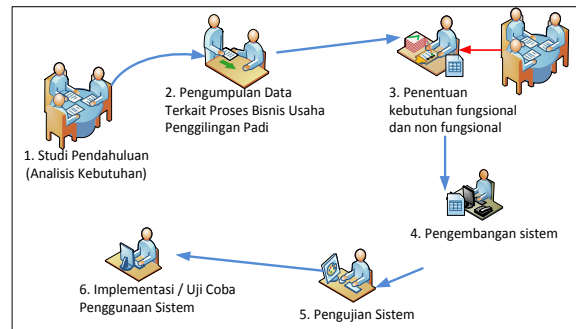 1. Studi Pendahuluan
(Analisis Kebutuhan)
2. Pengumpulan Data
Terkait Proses Bisnis Usaha
Penggilingan Padi
3. Penentuan
kebutuhan fungsional
dan non fungsional
4. Pengembangan sistem
5. Pengujian Sistem
6. Implementasi / Uji Coba
Penggunaan Sistem